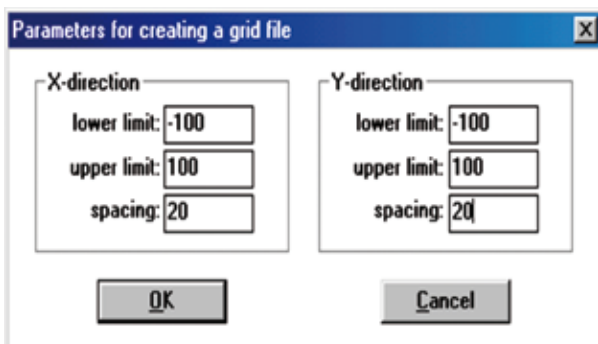 Parameters for creating a grid file
X-direction
lower limit: -100
upper limit: 100
spacing: 20
Y-direction
lower limit: -100
upper limit: 100
spacing: 20
OK
Cancel